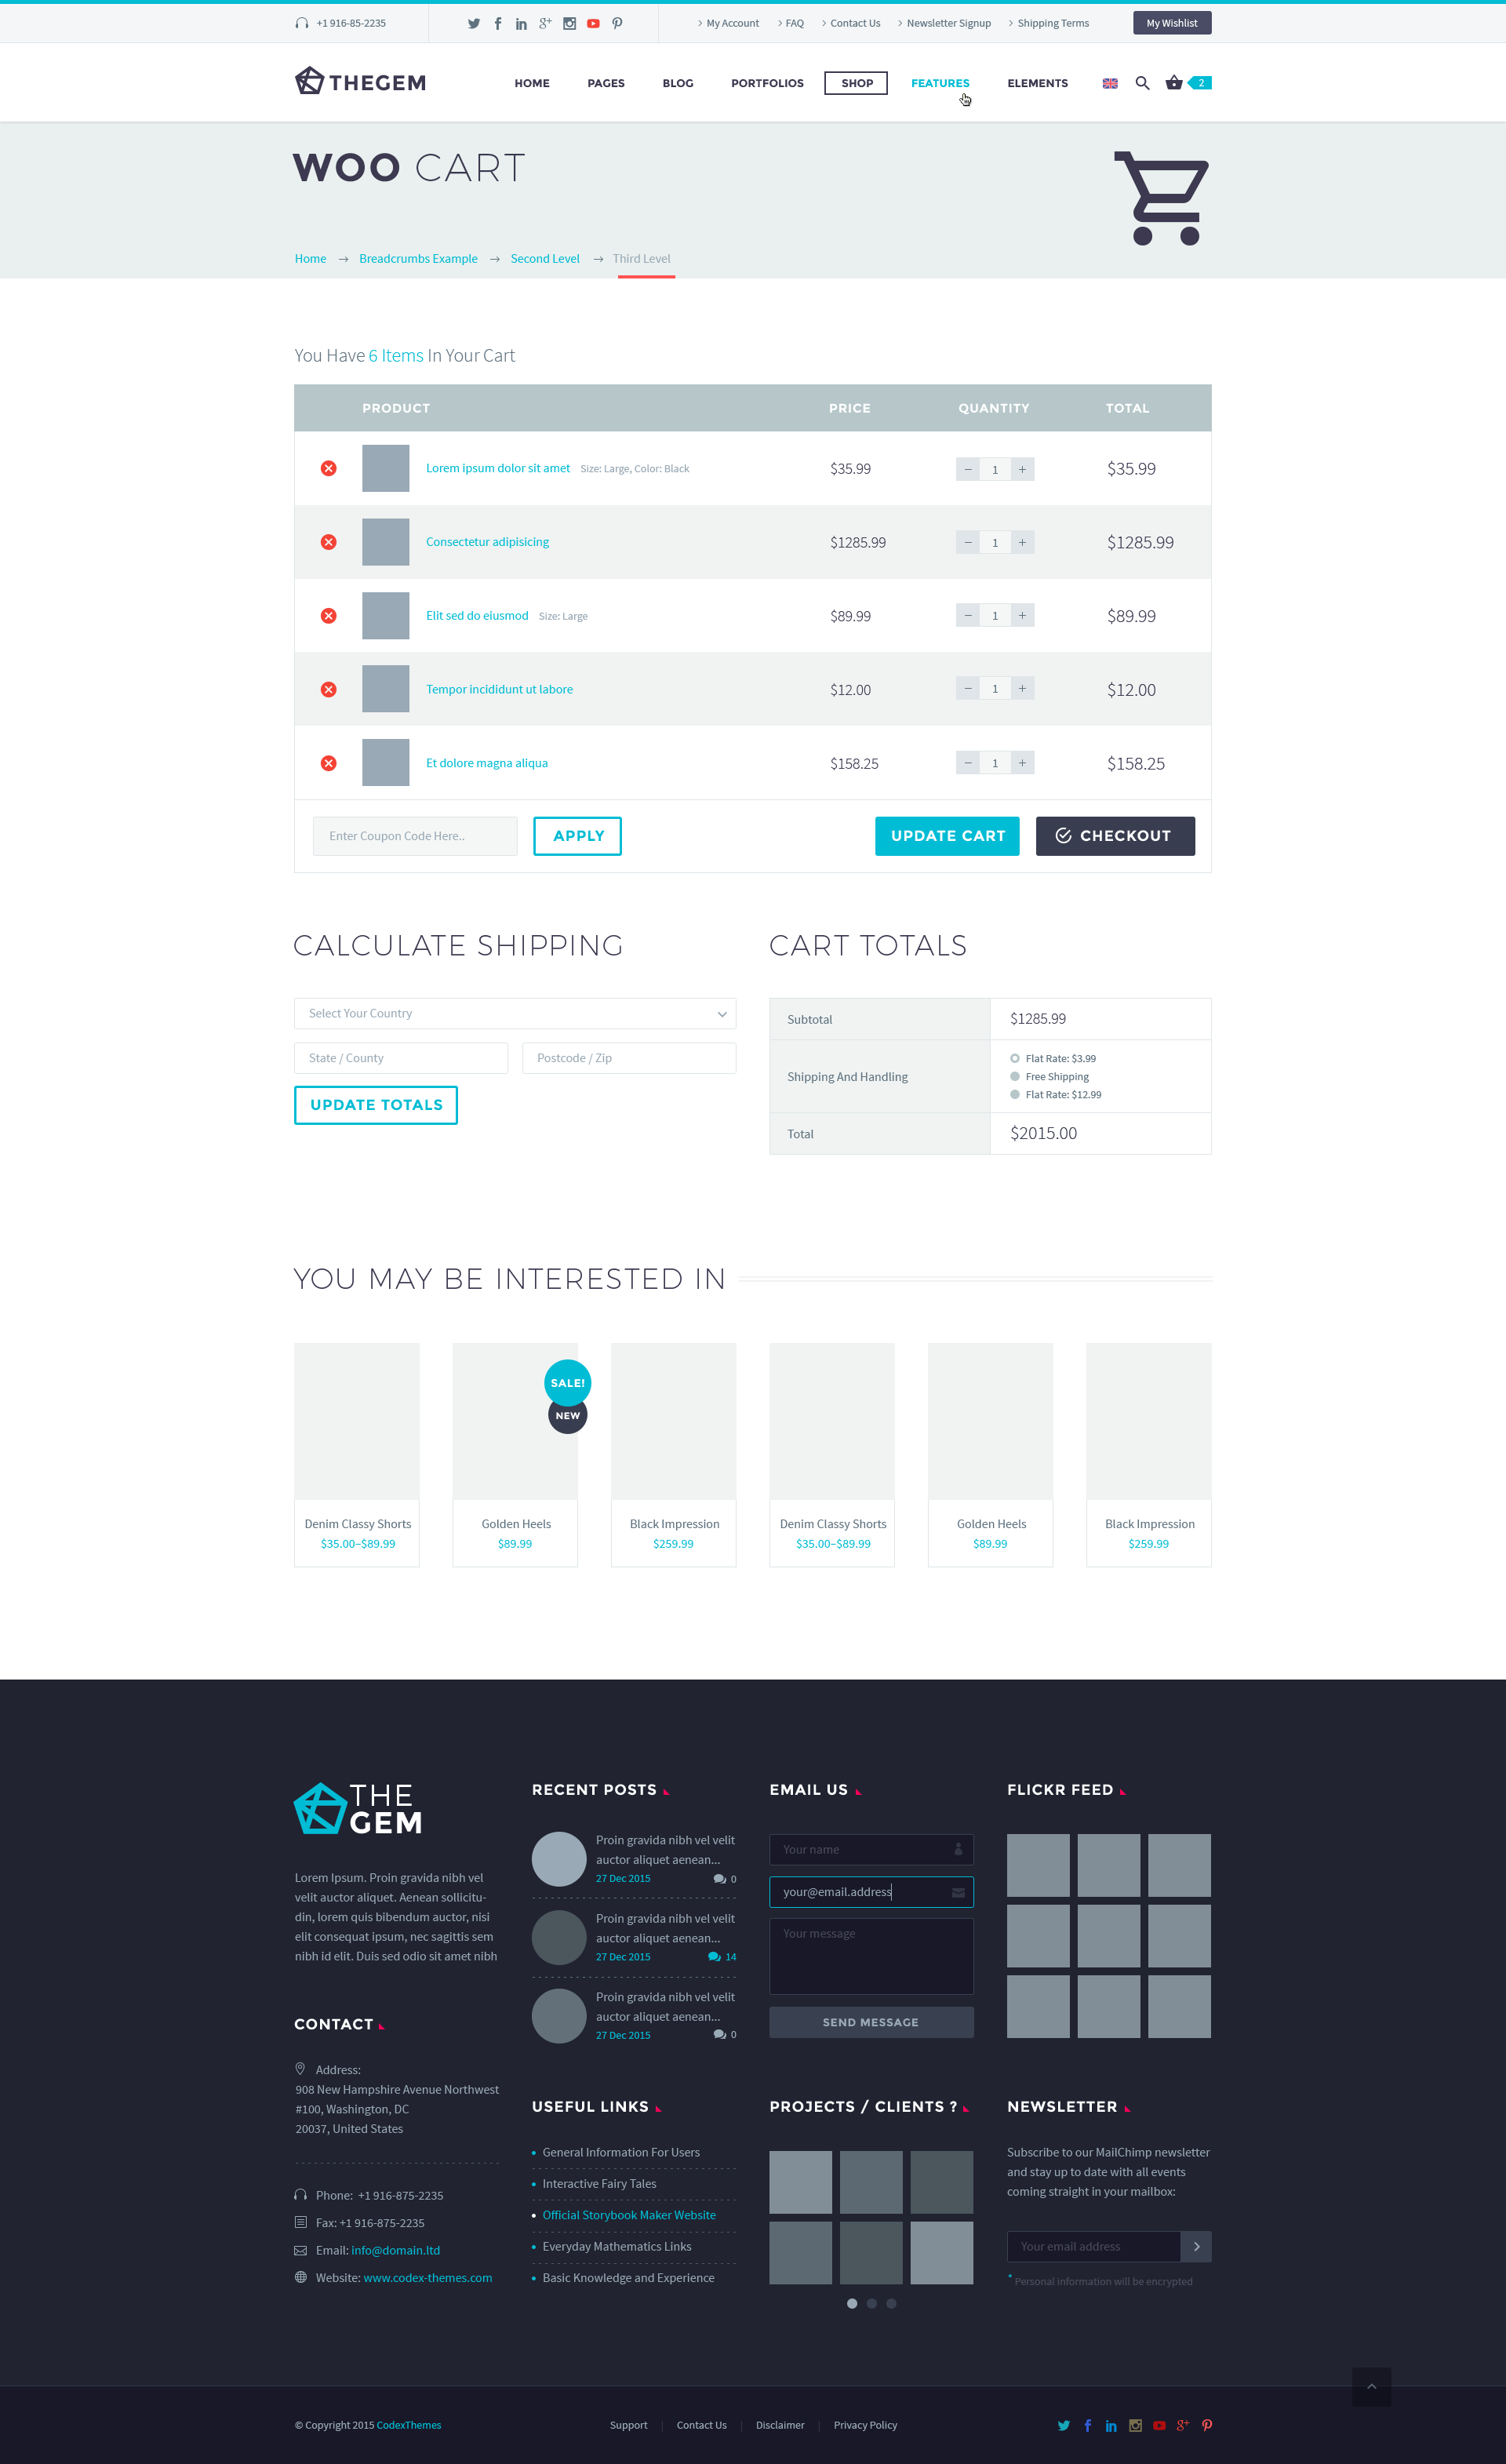 +1 916-85-2235
My Account FAQ Contact Us Newsletter Signup Shipping Terms
My Wishlist
THEGEM
HOME PAGES BLOG PORTFOLIOS SHOP FEATURES ELEMENTS 2
WOO CART
Home → Breadcrumbs Example → Second Level → Third Level
You Have 6 Items In Your Cart
PRODUCT PRICE QUANTITY TOTAL
Lorem ipsum dolor sit amet Size: Large, Color: Black $35.99 − 1 + $35.99
Consectetur adipisicing $1285.99 − 1 + $1285.99
Elit sed do eiusmod Size: Large $89.99 − 1 + $89.99
Tempor incididunt ut labore $12.00 − 1 + $12.00
Et dolore magna aliqua $158.25 − 1 + $158.25
Enter Coupon Code Here.. APPLY UPDATE CART CHECKOUT
CALCULATE SHIPPING
Select Your Country
State / County Postcode / Zip
UPDATE TOTALS
CART TOTALS
Subtotal $1285.99
Shipping And Handling
Flat Rate: $3.99
Free Shipping
Flat Rate: $12.99
Total $2015.00
YOU MAY BE INTERESTED IN
SALE!
NEW
Denim Classy Shorts
$35.00–$89.99
Golden Heels
$89.99
Black Impression
$259.99
Denim Classy Shorts
$35.00–$89.99
Golden Heels
$89.99
Black Impression
$259.99
THE
GEM
Lorem Ipsum. Proin gravida nibh vel
velit auctor aliquet. Aenean sollicitu-
din, lorem quis bibendum auctor, nisi
elit consequat ipsum, nec sagittis sem
nibh id elit. Duis sed odio sit amet nibh
CONTACT
Address:
908 New Hampshire Avenue Northwest
#100, Washington, DC
20037, United States
Phone: +1 916-875-2235
Fax: +1 916-875-2235
Email: info@domain.ltd
Website: www.codex-themes.com
RECENT POSTS
Proin gravida nibh vel velit
auctor aliquet aenean...
27 Dec 2015 0
Proin gravida nibh vel velit
auctor aliquet aenean...
27 Dec 2015 14
Proin gravida nibh vel velit
auctor aliquet aenean...
27 Dec 2015 0
USEFUL LINKS
General Information For Users
Interactive Fairy Tales
Official Storybook Maker Website
Everyday Mathematics Links
Basic Knowledge and Experience
EMAIL US
Your name
your@email.address
Your message
SEND MESSAGE
PROJECTS / CLIENTS ?
FLICKR FEED
NEWSLETTER
Subscribe to our MailChimp newsletter
and stay up to date with all events
coming straight in your mailbox:
Your email address
* Personal information will be encrypted
© Copyright 2015 CodexThemes
Support | Contact Us | Disclaimer | Privacy Policy